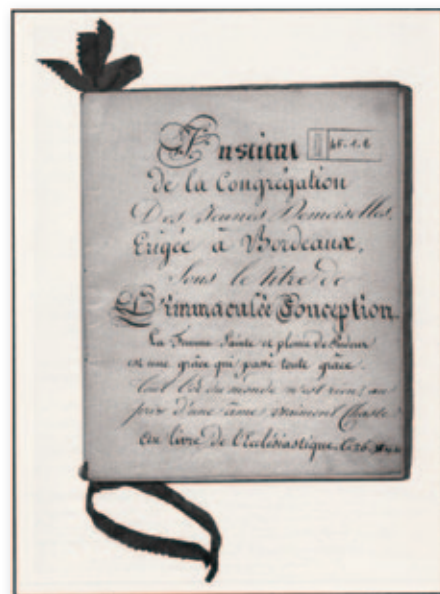 Institut
de la Congrégation
Des Jeunes Demoiselles,
Erigée à Bordeaux,
Sous le titre de
L'immaculée Conception.
La Femme Sainte et pleine de Pudeur
est une grâce qui passe toute grâce.
Tout l'or du monde n'est rien au
prix d'une âme vraiment Chaste.
au livre de l'Eclésiastique.